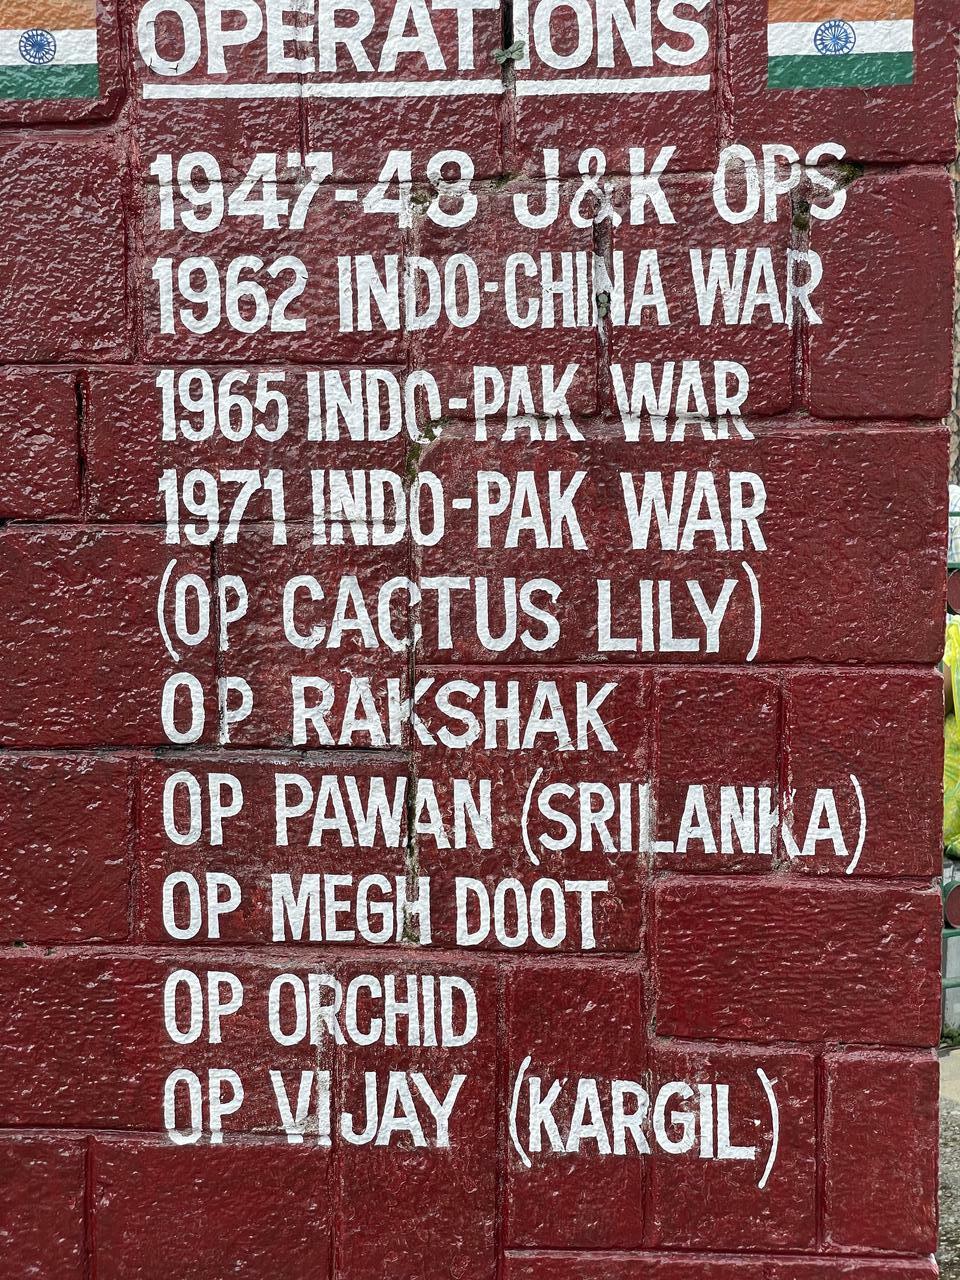 OPERATIONS
1947-48 J&K OPS
1962 INDO-CHINA WAR
1965 INDO-PAK WAR
1971 INDO-PAK WAR
(OP CACTUS LILY)
OP RAKSHAK
OP PAWAN (SRILANKA)
OP MEGH DOOT
OP ORCHID
OP VIJAY (KARGIL)